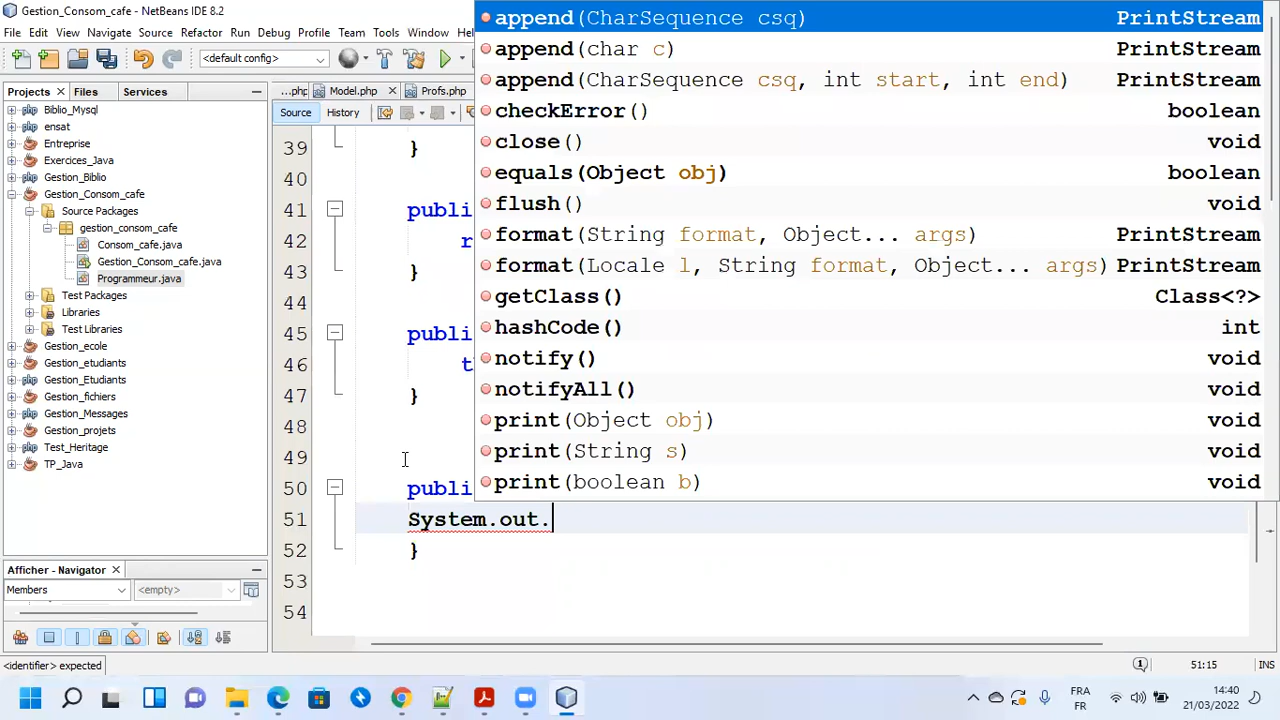 Gestion_Consom_cafe - NetBeans IDE 8.2
File Edit View Navigate Source Refactor Run Debug Profile Team Tools Window
<default config>
Projects Files Services
Biblio_Mysql
ensat
Entreprise
Exercices_Java
Gestion_Biblio
Gestion_Consom_cafe
Source Packages
gestion_consom_cafe
Consom_cafe.java
Gestion_Consom_cafe.java
Programmeur.java
Test Packages
Libraries
Test Libraries
Gestion_ecole
Gestion_etudiants
Gestion_Etudiants
Gestion_fichiers
Gestion_Messages
Gestion_projets
Test_Heritage
TP_Java
Afficher - Navigator
Members <empty>
...php Model.php Profs.php
Source History
39 }
40
41 publi
42 r
43 }
44
45 publi
46 t
47 }
48
49
50 publi
51 System.out.
52 }
53
54
append(CharSequence csq) PrintStream
append(char c) PrintStream
append(CharSequence csq, int start, int end) PrintStream
checkError() boolean
close() void
equals(Object obj) boolean
flush() void
format(String format, Object... args) PrintStream
format(Locale l, String format, Object... args) PrintStream
getClass() Class<?>
hashCode() int
notify() void
notifyAll() void
print(Object obj) void
print(String s) void
print(boolean b) void
<identifier> expected 1 51:15 INS
FRA
FR
14:40
21/03/2022